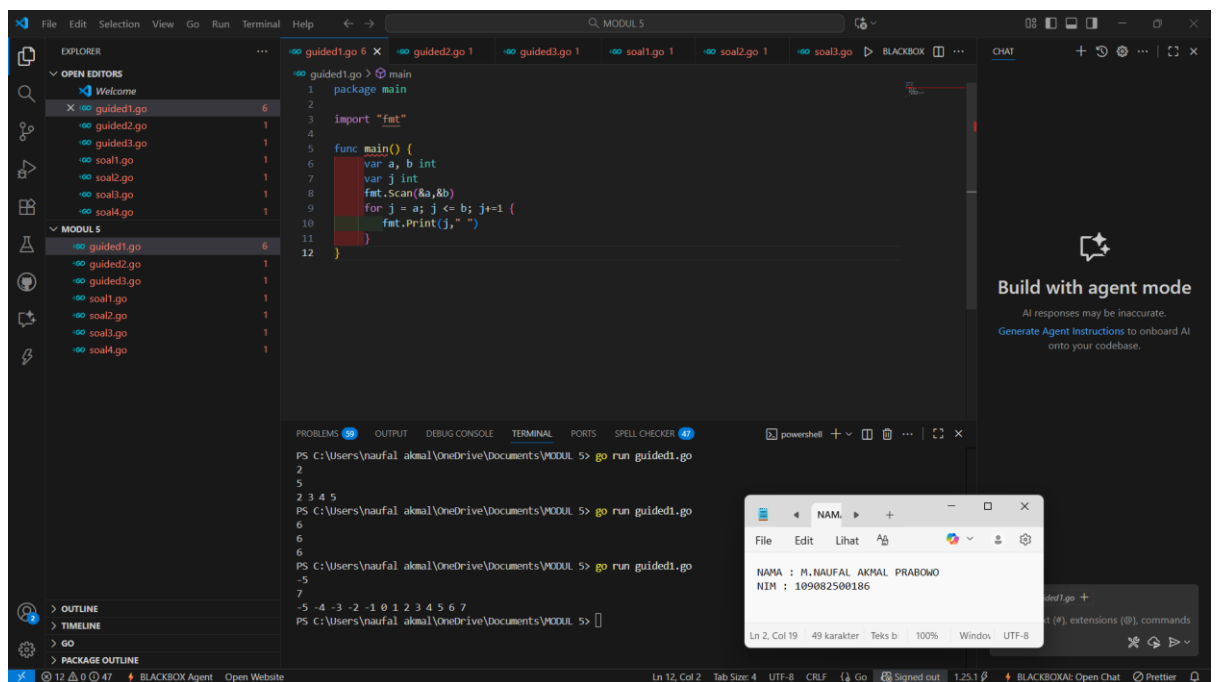 File Edit Selection View Go Run Terminal Help
MODUL 5
EXPLORER
OPEN EDITORS
Welcome
guided1.go 6
guided2.go 1
guided3.go 1
soal1.go 1
soal2.go 1
soal3.go 1
soal4.go 1
MODUL 5
guided1.go 6
guided2.go 1
guided3.go 1
soal1.go 1
soal2.go 1
soal3.go 1
soal4.go 1
OUTLINE
TIMELINE
GO
PACKAGE OUTLINE
guided1.go 6 guided2.go 1 guided3.go 1 soal1.go 1 soal2.go 1 soal3.go BLACKBOX
guided1.go > main
1 package main
2
3 import "fmt"
4
5 func main() {
6 var a, b int
7 var j int
8 fmt.Scan(&a,&b)
9 for j = a; j <= b; j+=1 {
10 fmt.Print(j," ")
11 }
12 }
PROBLEMS 59 OUTPUT DEBUG CONSOLE TERMINAL PORTS SPELL CHECKER 47 powershell
PS C:\Users\naufal akmal\OneDrive\Documents\MODUL 5> go run guided1.go
2
5
2 3 4 5
PS C:\Users\naufal akmal\OneDrive\Documents\MODUL 5> go run guided1.go
6
6
6
PS C:\Users\naufal akmal\OneDrive\Documents\MODUL 5> go run guided1.go
-5
7
-5 -4 -3 -2 -1 0 1 2 3 4 5 6 7
PS C:\Users\naufal akmal\OneDrive\Documents\MODUL 5>
CHAT
Build with agent mode
AI responses may be inaccurate.
Generate Agent Instructions to onboard AI
onto your codebase.
(#), extensions (@), commands
NAM
File Edit Lihat
NAMA : M.NAUFAL AKMAL PRABOWO
NIM : 109082500186
Ln 2, Col 19 49 karakter Teks b 100% Window UTF-8
2
12 0 47 BLACKBOX Agent Open Website Ln 12, Col 2 Tab Size: 4 UTF-8 CRLF Go Signed out 1.25.1 BLACKBOXAI: Open Chat Prettier